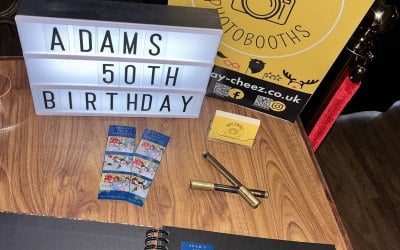 ADAMS
50TH
BIRTHDAY
PHOTOBOOTHS
ay-cheez.co.uk